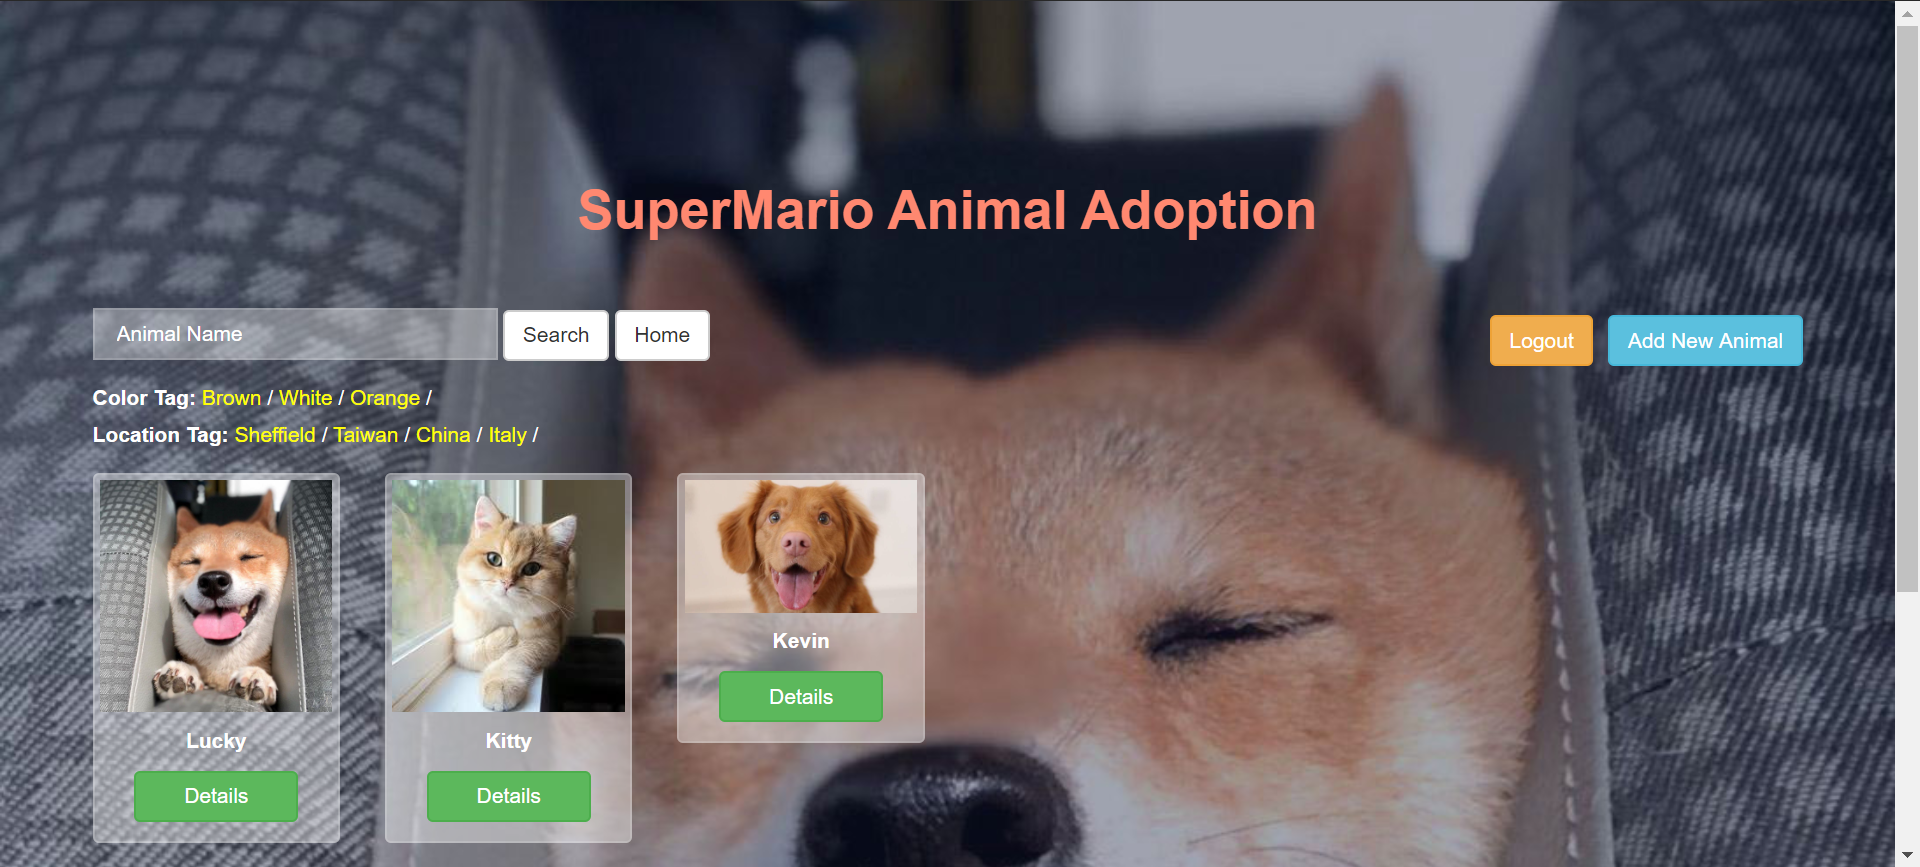 SuperMario Animal Adoption
Animal Name Search Home Logout Add New Animal
Color Tag: Brown / White / Orange /
Location Tag: Sheffield / Taiwan / China / Italy /
Lucky
Details
Kitty
Details
Kevin
Details